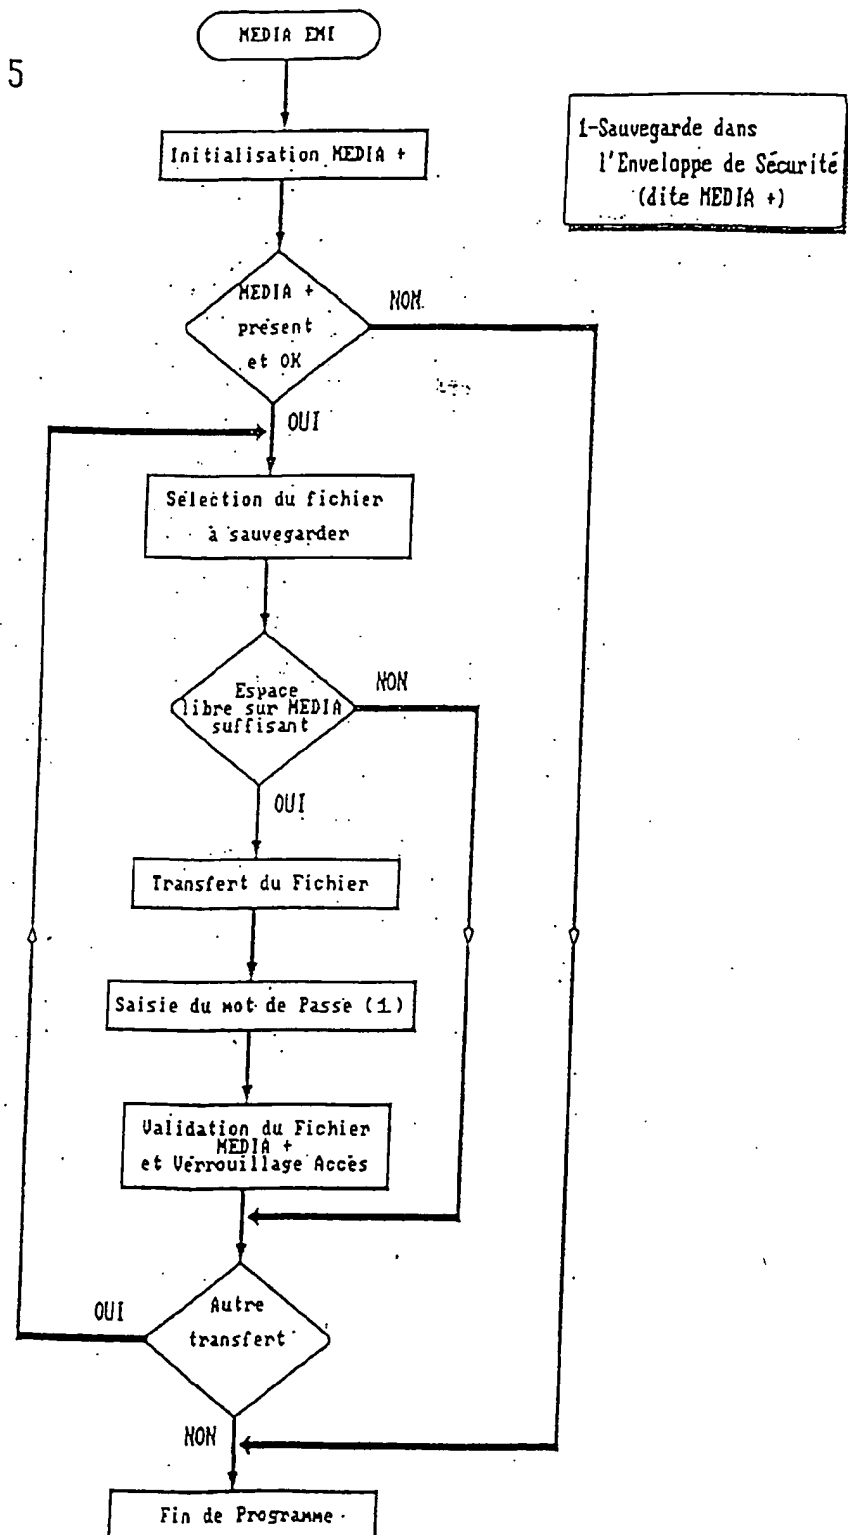 MEDIA EMI
5
1-Sauvegarde dans
l'Enveloppe de Sécurité
(dite MEDIA +)
Initialisation MEDIA +
MEDIA +
présent
et OK
NON
OUI
Sélection du fichier
à sauvegarder
Espace
libre sur MEDIA
suffisant
NON
OUI
Transfert du Fichier
Saisie du mot de Passe (1)
Validation du Fichier
MEDIA +
et Vérrouillage Accès
Autre
transfert
OUI
NON
Fin de Programme